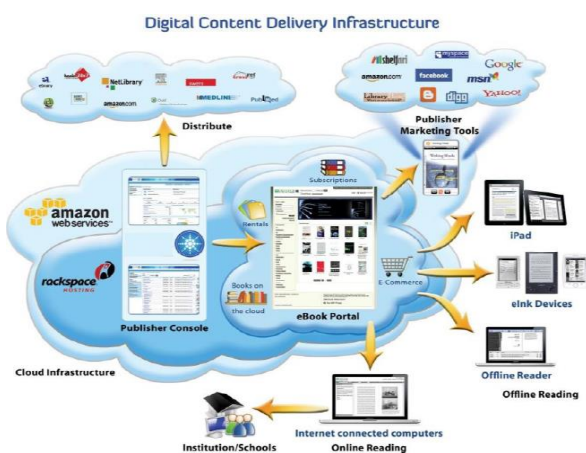 Digital Content Delivery Infrastructure
NetLibrary
amazon.com
MEDLINE
Distribute
Shelfari
myspace
Google
amazon.com
facebook
msn
Library
digg
YAHOO!
Publisher
Marketing Tools
Subscriptions
amazon
webservices
Rentals
iPad
rackspace
HOSTING
Books on
the cloud
E-Commerce
eInk Devices
Publisher Console
eBook Portal
Cloud Infrastructure
Offline Reader
Offline Reading
Internet connected computers
Institution/Schools
Online Reading